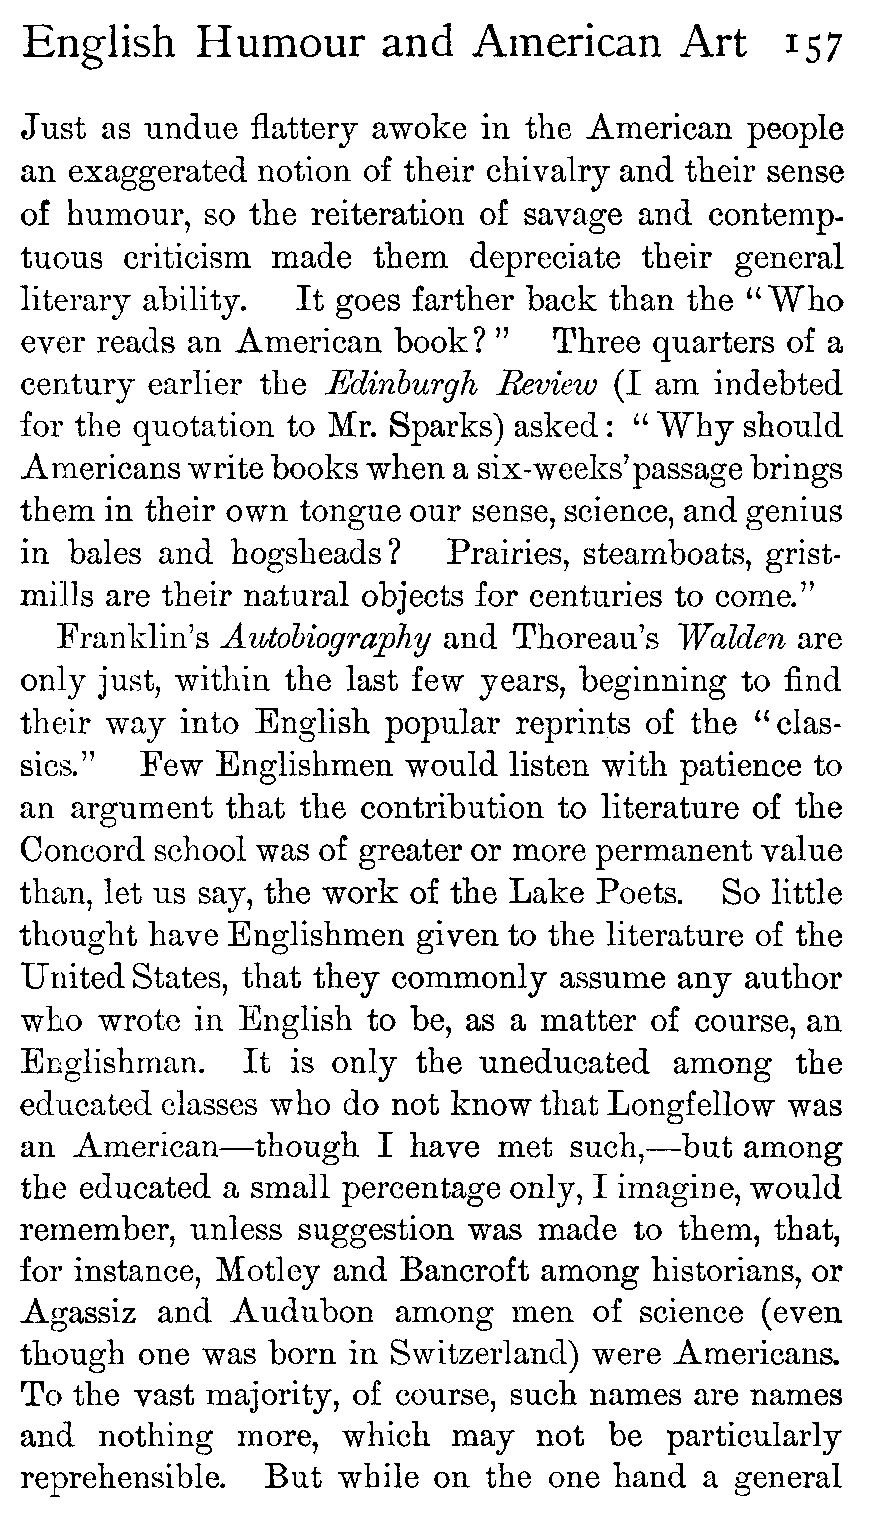 English Humour and American Art 157
Just as undue flattery awoke in the American people
an exaggerated notion of their chivalry and their sense
of humour, so the reiteration of savage and contemp-
tuous criticism made them depreciate their general
literary ability. It goes farther back than the "Who
ever reads an American book?" Three quarters of a
century earlier the Edinburgh Review (I am indebted
for the quotation to Mr. Sparks) asked: "Why should
Americans write books when a six-weeks' passage brings
them in their own tongue our sense, science, and genius
in bales and hogsheads? Prairies, steamboats, grist-
mills are their natural objects for centuries to come."
Franklin's Autobiography and Thoreau's Walden are
only just, within the last few years, beginning to find
their way into English popular reprints of the "clas-
sics." Few Englishmen would listen with patience to
an argument that the contribution to literature of the
Concord school was of greater or more permanent value
than, let us say, the work of the Lake Poets. So little
thought have Englishmen given to the literature of the
United States, that they commonly assume any author
who wrote in English to be, as a matter of course, an
Englishman. It is only the uneducated among the
educated classes who do not know that Longfellow was
an American—though I have met such,—but among
the educated a small percentage only, I imagine, would
remember, unless suggestion was made to them, that,
for instance, Motley and Bancroft among historians, or
Agassiz and Audubon among men of science (even
though one was born in Switzerland) were Americans.
To the vast majority, of course, such names are names
and nothing more, which may not be particularly
reprehensible. But while on the one hand a general